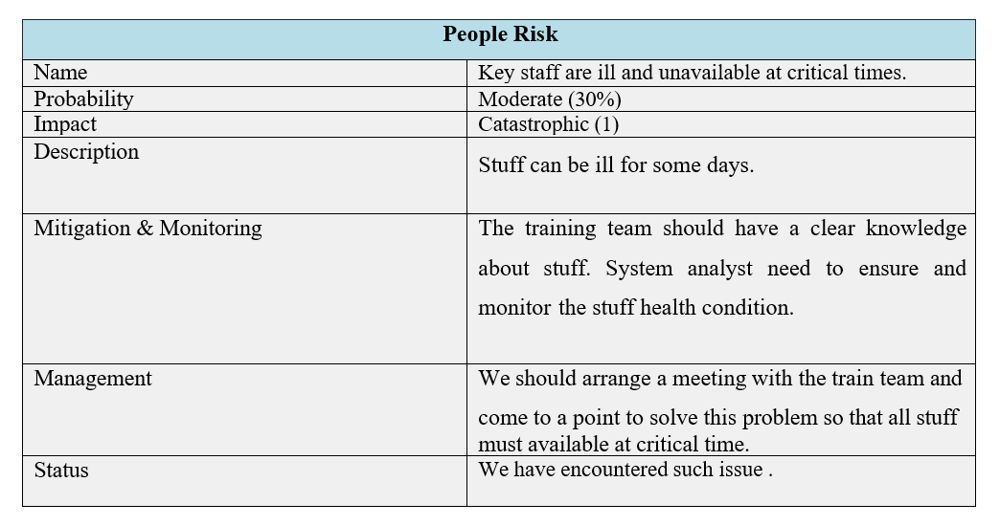 People Risk
Name
Key staff are ill and unavailable at critical times.
Probability
Moderate (30%)
Impact
Catastrophic (1)
Description
Stuff can be ill for some days.
Mitigation & Monitoring
The training team should have a clear knowledge
about stuff. System analyst need to ensure and
monitor the stuff health condition.
Management
We should arrange a meeting with the train team and
come to a point to solve this problem so that all stuff
must available at critical time.
Status
We have encountered such issue .